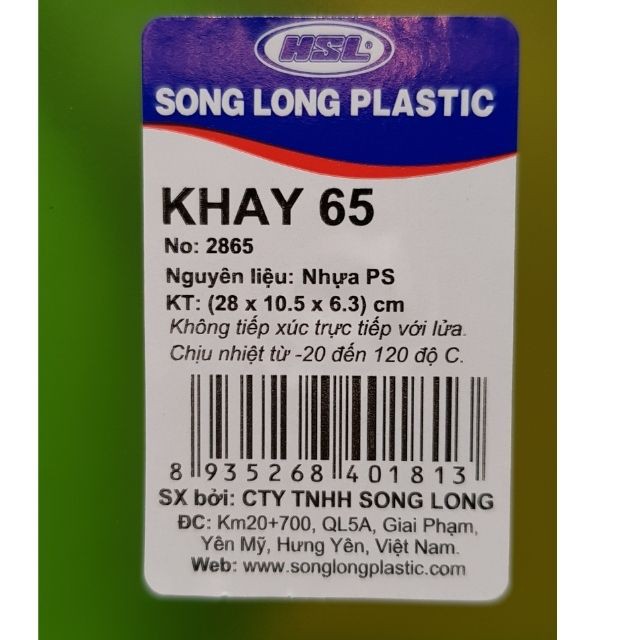 HSL®
SONG LONG PLASTIC
KHAY 65
No: 2865
Nguyên liệu: Nhựa PS
KT: (28 x 10.5 x 6.3) cm
Không tiếp xúc trực tiếp với lửa.
Chịu nhiệt từ -20 đến 120 độ C.
8 935268 401813
SX bởi: CTY TNHH SONG LONG
ĐC: Km20+700, QL5A, Giai Phạm,
Yên Mỹ, Hưng Yên, Việt Nam.
Web: www.songlongplastic.com